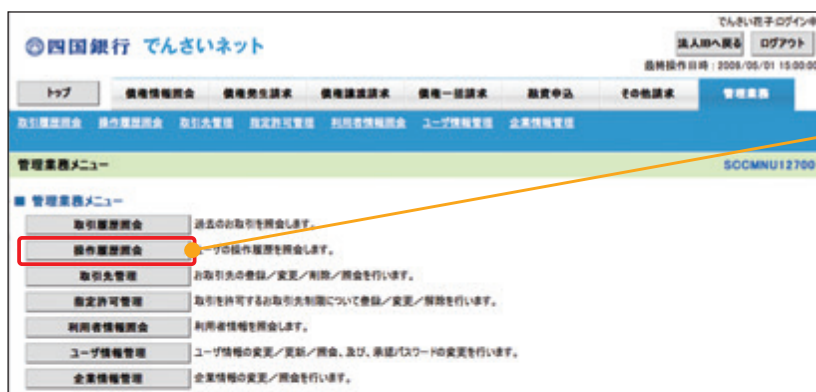 でんさい花子:ログイン中
四国銀行 でんさいネット
法人IBへ戻る ログアウト
最終操作日時：2009/05/01 15:00:00
トップ 債権情報照会 債権発生請求 債権譲渡請求 債権一括請求 融資申込 その他請求 管理業務
取引履歴照会 操作履歴照会 取引先管理 指定許可管理 利用者情報照会 ユーザ情報管理 企業情報管理
管理業務メニュー SCCMNU12700
■ 管理業務メニュー
取引履歴照会 過去のお取引を照会します。
操作履歴照会 ユーザの操作履歴を照会します。
取引先管理 お取引先の登録／変更／削除／照会を行います。
指定許可管理 取引を許可するお取引先制限について登録／変更／解除を行います。
利用者情報照会 利用者情報を照会します。
ユーザ情報管理 ユーザ情報の変更／更新／照会、及び、承認パスワードの変更を行います。
企業情報管理 企業情報の変更／照会を行います。